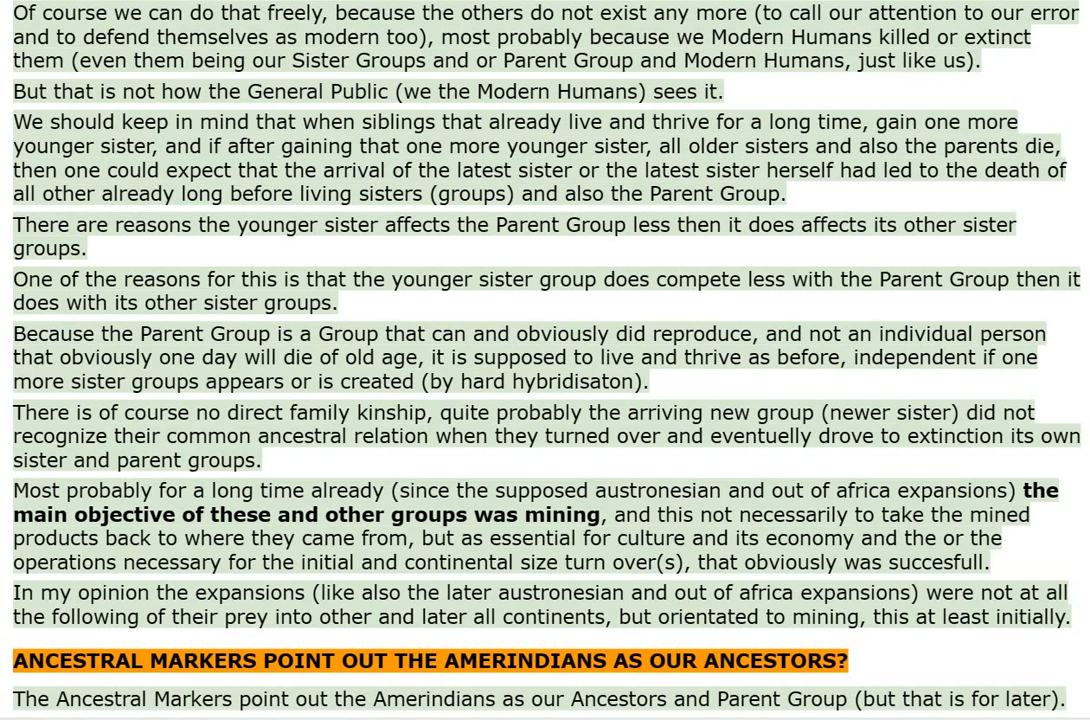 Of course we can do that freely, because the others do not exist any more (to call our attention to our error
and to defend themselves as modern too), most probably because we Modern Humans killed or extinct
them (even them being our Sister Groups and or Parent Group and Modern Humans, just like us).
But that is not how the General Public (we the Modern Humans) sees it.
We should keep in mind that when siblings that already live and thrive for a long time, gain one more
younger sister, and if after gaining that one more younger sister, all older sisters and also the parents die,
then one could expect that the arrival of the latest sister or the latest sister herself had led to the death of
all other already long before living sisters (groups) and also the Parent Group.
There are reasons the younger sister affects the Parent Group less then it does affects its other sister
groups.
One of the reasons for this is that the younger sister group does compete less with the Parent Group then it
does with its other sister groups.
Because the Parent Group is a Group that can and obviously did reproduce, and not an individual person
that obviously one day will die of old age, it is supposed to live and thrive as before, independent if one
more sister groups appears or is created (by hard hybridisaton).
There is of course no direct family kinship, quite probably the arriving new group (newer sister) did not
recognize their common ancestral relation when they turned over and eventuelly drove to extinction its own
sister and parent groups.
Most probably for a long time already (since the supposed austronesian and out of africa expansions) the
main objective of these and other groups was mining, and this not necessarily to take the mined
products back to where they came from, but as essential for culture and its economy and the or the
operations necessary for the initial and continental size turn over(s), that obviously was succesfull.
In my opinion the expansions (like also the later austronesian and out of africa expansions) were not at all
the following of their prey into other and later all continents, but orientated to mining, this at least initially.
ANCESTRAL MARKERS POINT OUT THE AMERINDIANS AS OUR ANCESTORS?
The Ancestral Markers point out the Amerindians as our Ancestors and Parent Group (but that is for later).